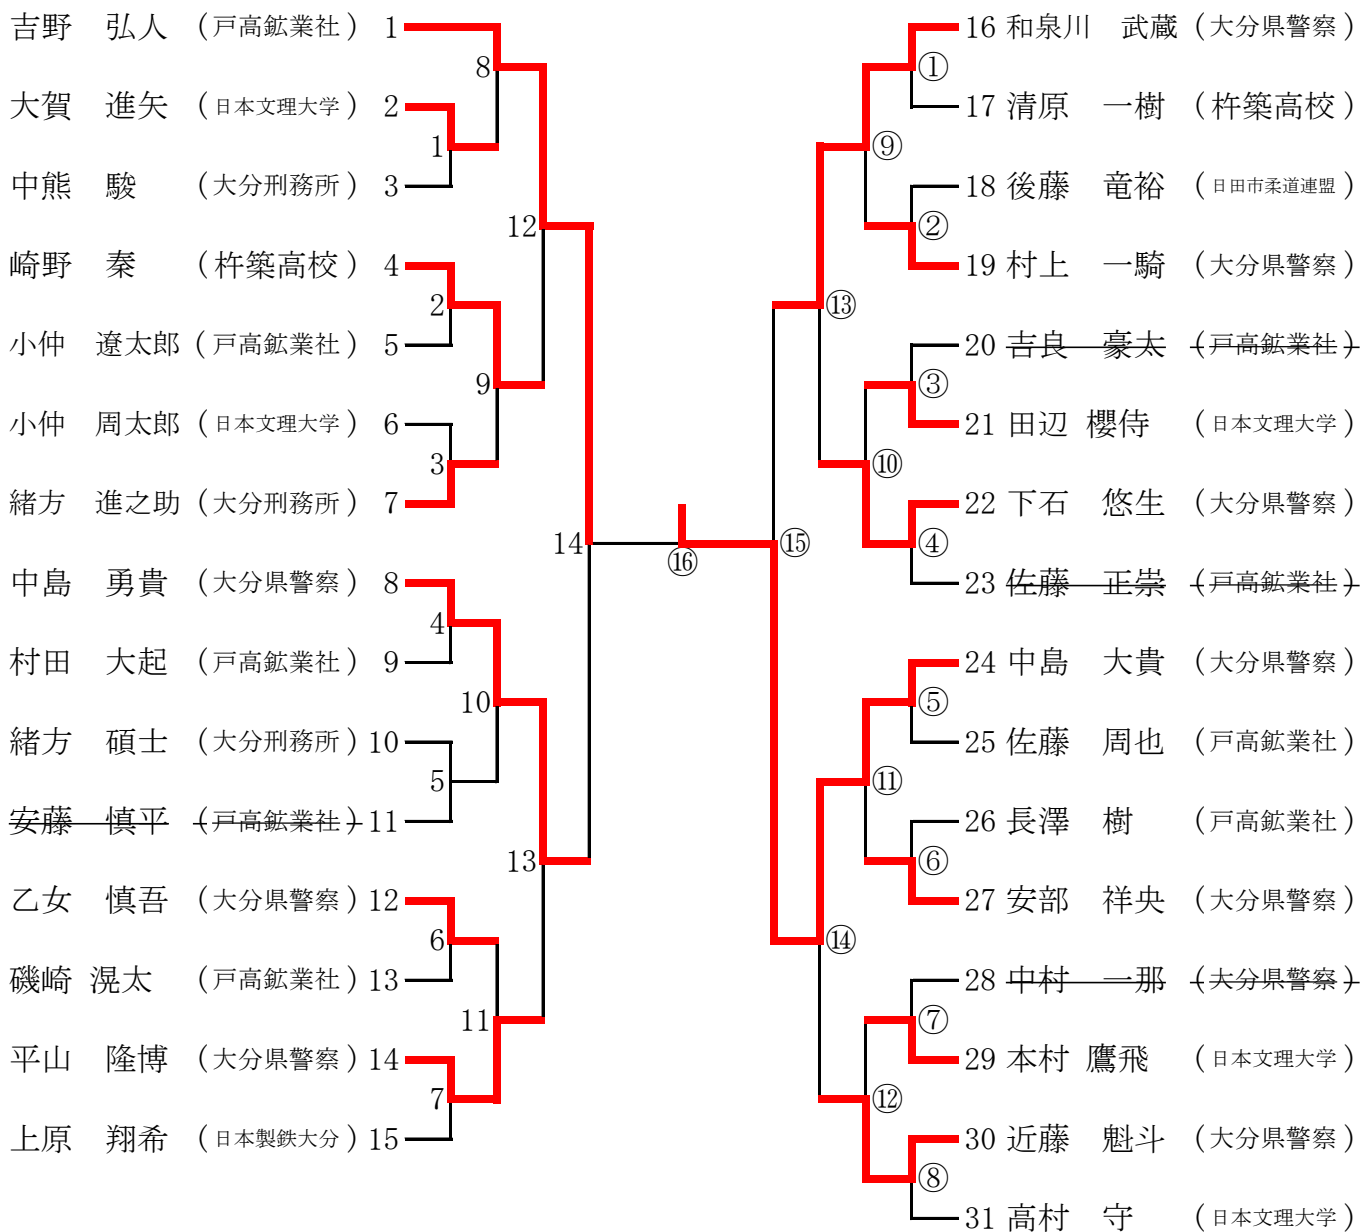 吉野 弘人 (戸高鉱業社) 1
大賀 進矢 (日本文理大学) 2
中熊 駿 (大分刑務所) 3
崎野 秦 (杵築高校) 4
小仲 遼太郎 (戸高鉱業社) 5
小仲 周太郎 (日本文理大学) 6
緒方 進之助 (大分刑務所) 7
中島 勇貴 (大分県警察) 8
村田 大起 (戸高鉱業社) 9
緒方 碩士 (大分刑務所) 10
安藤 慎平 (戸高鉱業社) 11
乙女 慎吾 (大分県警察) 12
磯崎 滉太 (戸高鉱業社) 13
平山 隆博 (大分県警察) 14
上原 翔希 (日本製鉄大分) 15
1
2
3
4
5
6
7
8
9
10
11
12
13
14
⑯
⑮
⑬
⑭
⑨
⑩
⑪
⑫
①
②
③
④
⑤
⑥
⑦
⑧
16 和泉川 武蔵 (大分県警察)
17 清原 一樹 (杵築高校)
18 後藤 竜裕 (日田市柔道連盟)
19 村上 一騎 (大分県警察)
20 吉良 豪太 (戸高鉱業社)
21 田辺 櫻侍 (日本文理大学)
22 下石 悠生 (大分県警察)
23 佐藤 正崇 (戸高鉱業社)
24 中島 大貴 (大分県警察)
25 佐藤 周也 (戸高鉱業社)
26 長澤 樹 (戸高鉱業社)
27 安部 祥央 (大分県警察)
28 中村 一那 (大分県警察)
29 本村 鷹飛 (日本文理大学)
30 近藤 魁斗 (大分県警察)
31 高村 守 (日本文理大学)